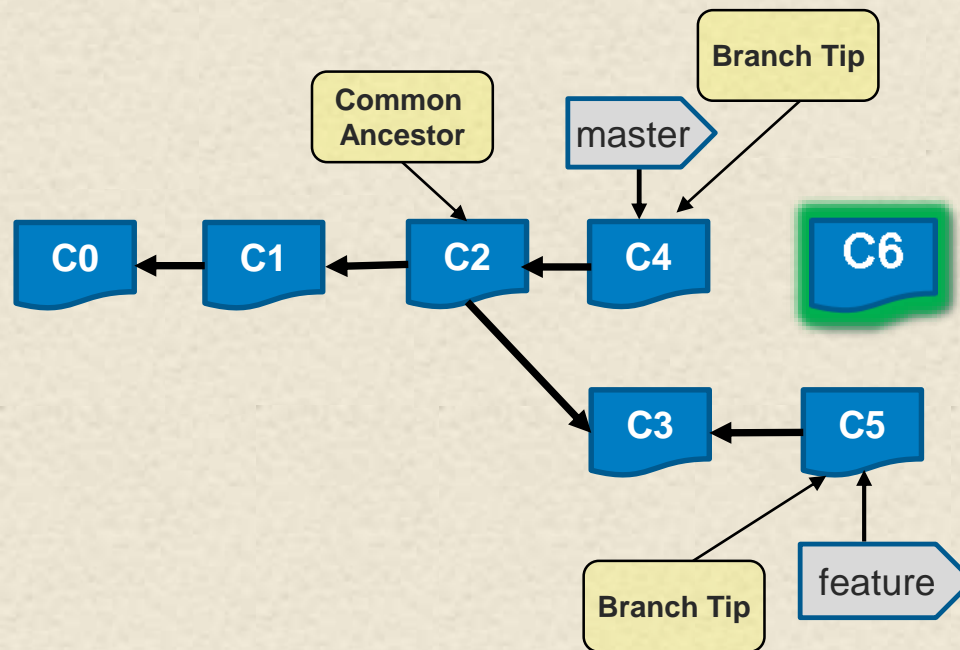 Branch Tip
Common
Ancestor
master
C0
C1
C2
C4
C6
C3
C5
Branch Tip
feature